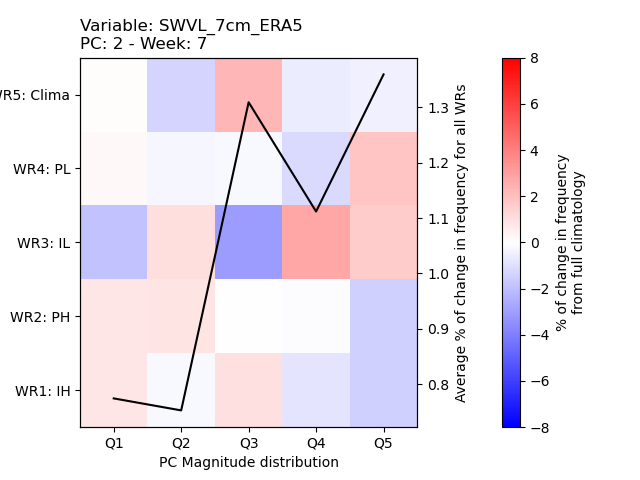 Variable: SWVL_7cm_ERA5
PC: 2 - Week: 7
WR5: Clima
WR4: PL
WR3: IL
WR2: PH
WR1: IH
Q1 Q2 Q3 Q4 Q5
PC Magnitude distribution
1.3
1.2
1.1
1.0
0.9
0.8
Average % of change in frequency for all WRs
8
6
4
2
0
−2
−4
−6
−8
% of change in frequency
from full climatology